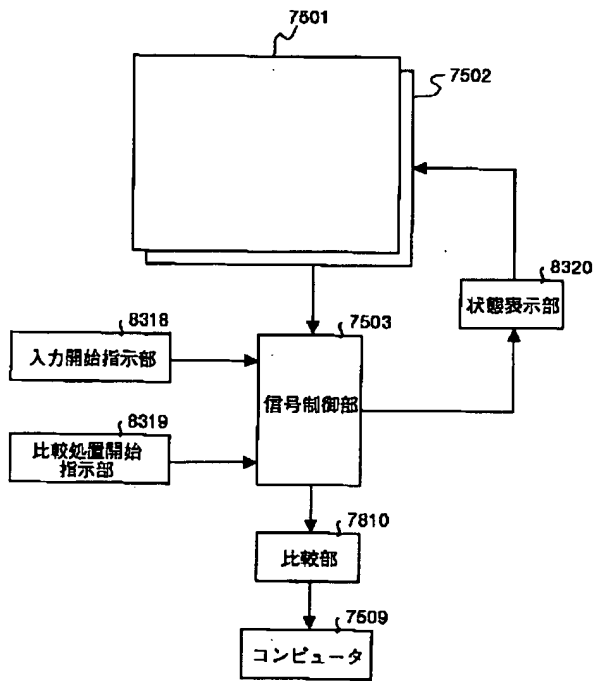 7501
7502
8320
状態表示部
8318
入力開始指示部
7503
信号制御部
8319
比較処置開始
指示部
7810
比較部
7509
コンピュータ